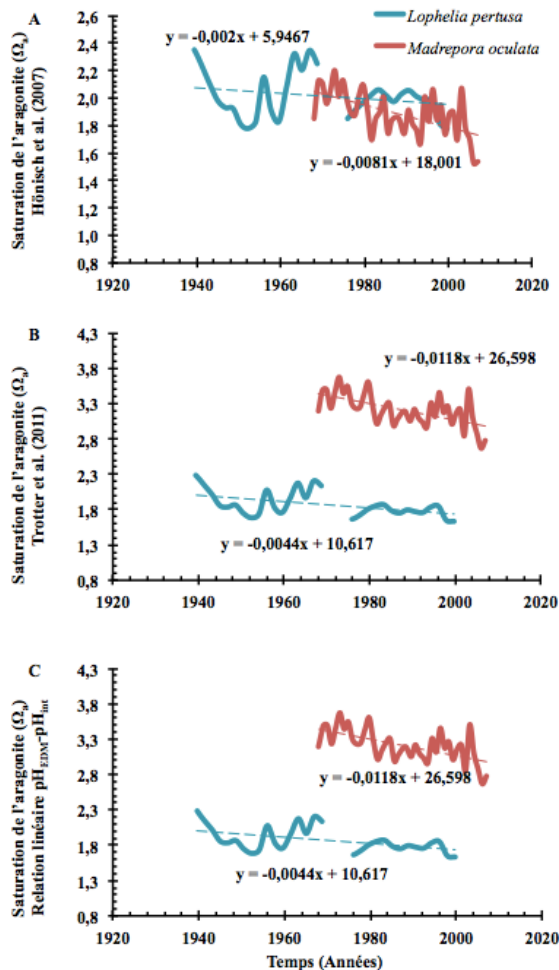 A
Saturation de l'aragonite (Ωa)
Hönisch et al. (2007)
2,6
2,4
2,2
2,0
1,8
1,6
1,4
1,2
1,0
0,8
y = -0,002x + 5,9467
Lophelia pertusa
Madrepora oculata
y = -0,0081x + 18,001
1920 1940 1960 1980 2000 2020
B
Saturation de l'aragonite (Ωa)
Trotter et al. (2011)
4,3
3,8
3,3
2,8
2,3
1,8
1,3
0,8
y = -0,0118x + 26,598
y = -0,0044x + 10,617
1920 1940 1960 1980 2000 2020
C
Saturation de l'aragonite (Ωa)
Relation linéaire pHEDM-pHint
4,3
3,8
3,3
2,8
2,3
1,8
1,3
0,8
y = -0,0118x + 26,598
y = -0,0044x + 10,617
1920 1940 1960 1980 2000 2020
Temps (Années)